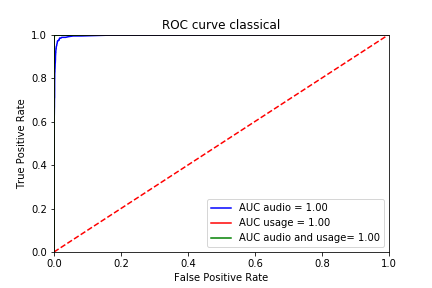 ROC curve classical
1.0
0.8
0.6
0.4
0.2
0.0
True Positive Rate
AUC audio = 1.00
AUC usage = 1.00
AUC audio and usage= 1.00
0.0 0.2 0.4 0.6 0.8 1.0
False Positive Rate